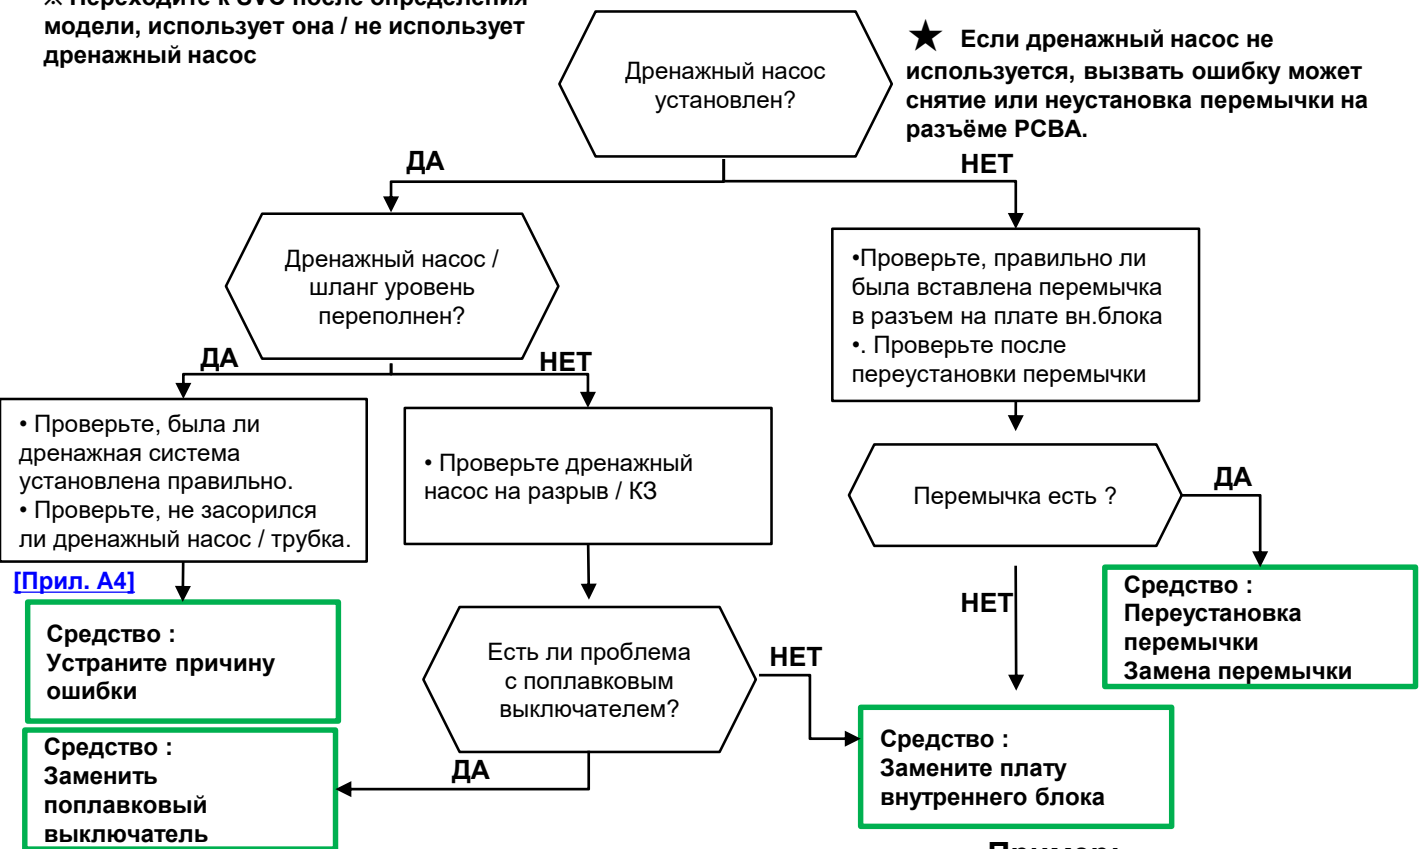 ※ Переходите к SVC после определения
модели, использует она / не использует
дренажный насос
Дренажный насос
установлен?
★ Если дренажный насос не
используется, вызвать ошибку может
снятие или неустановка перемычки на
разъёме PCBA.
ДА
НЕТ
Дренажный насос /
шланг уровень
переполнен?
•Проверьте, правильно ли
была вставлена перемычка
в разъем на плате вн.блока
•. Проверьте после
переустановки перемычки
ДА
НЕТ
• Проверьте, была ли
дренажная система
установлена правильно.
• Проверьте, не засорился
ли дренажный насос / трубка.
• Проверьте дренажный
насос на разрыв / КЗ
Перемычка есть ?
ДА
[Прил. А4]
НЕТ
Средство :
Переустановка
перемычки
Замена перемычки
Средство :
Устраните причину
ошибки
Есть ли проблема
с поплавковым
выключателем?
НЕТ
Средство :
Заменить
поплавковый
выключатель
ДА
Средство :
Замените плату
внутреннего блока
Пример: